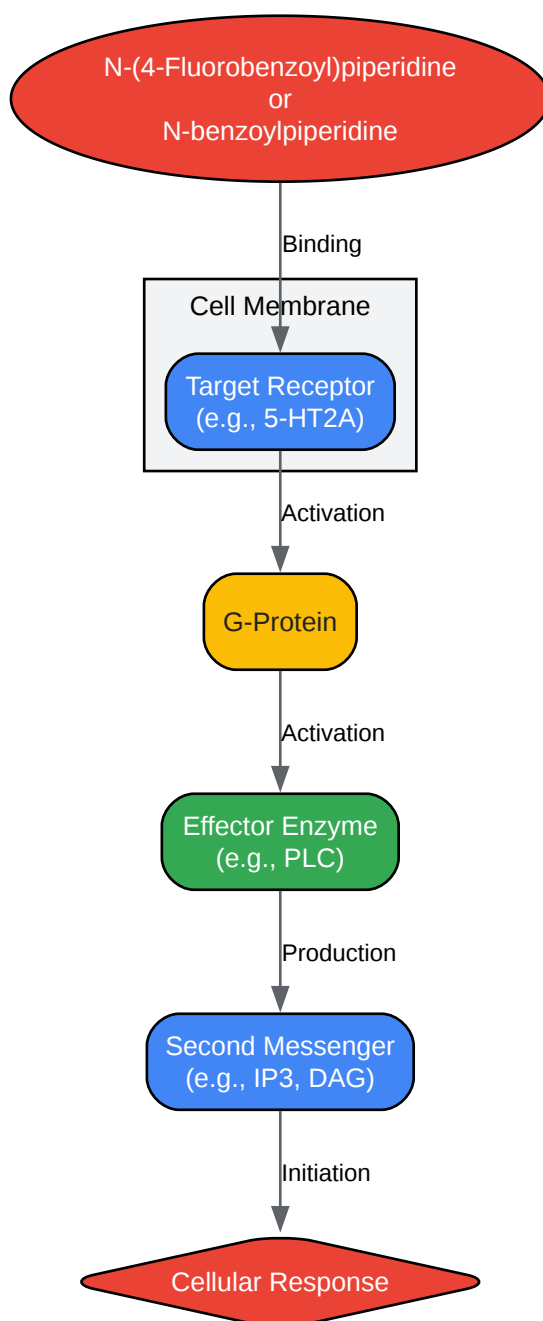 N-(4-Fluorobenzoyl)piperidine
or
N-benzoylpiperidine
Binding
Cell Membrane
Target Receptor
(e.g., 5-HT2A)
Activation
G-Protein
Activation
Effector Enzyme
(e.g., PLC)
Production
Second Messenger
(e.g., IP3, DAG)
Initiation
Cellular Response